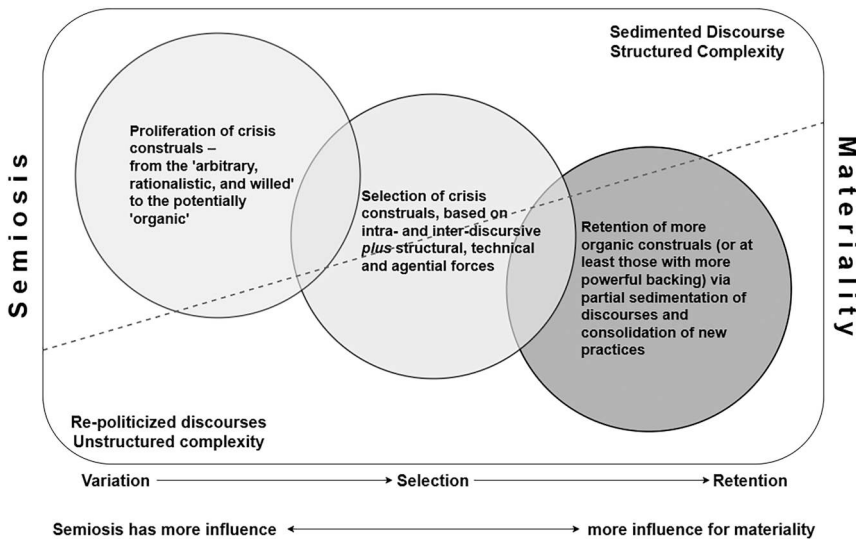 Sedimented Discourse
Structured Complexity
Semiosis
Materiality
Proliferation of crisis
construals –
from the 'arbitrary,
rationalistic, and willed'
to the potentially
'organic'
Selection of crisis
construals, based on
intra- and inter-discursive
plus structural, technical
and agential forces
Retention of more
organic construals (or at
least those with more
powerful backing) via
partial sedimentation of
discourses and
consolidation of new
practices
Re-politicized discourses
Unstructured complexity
Variation
Selection
Retention
Semiosis has more influence
more influence for materiality